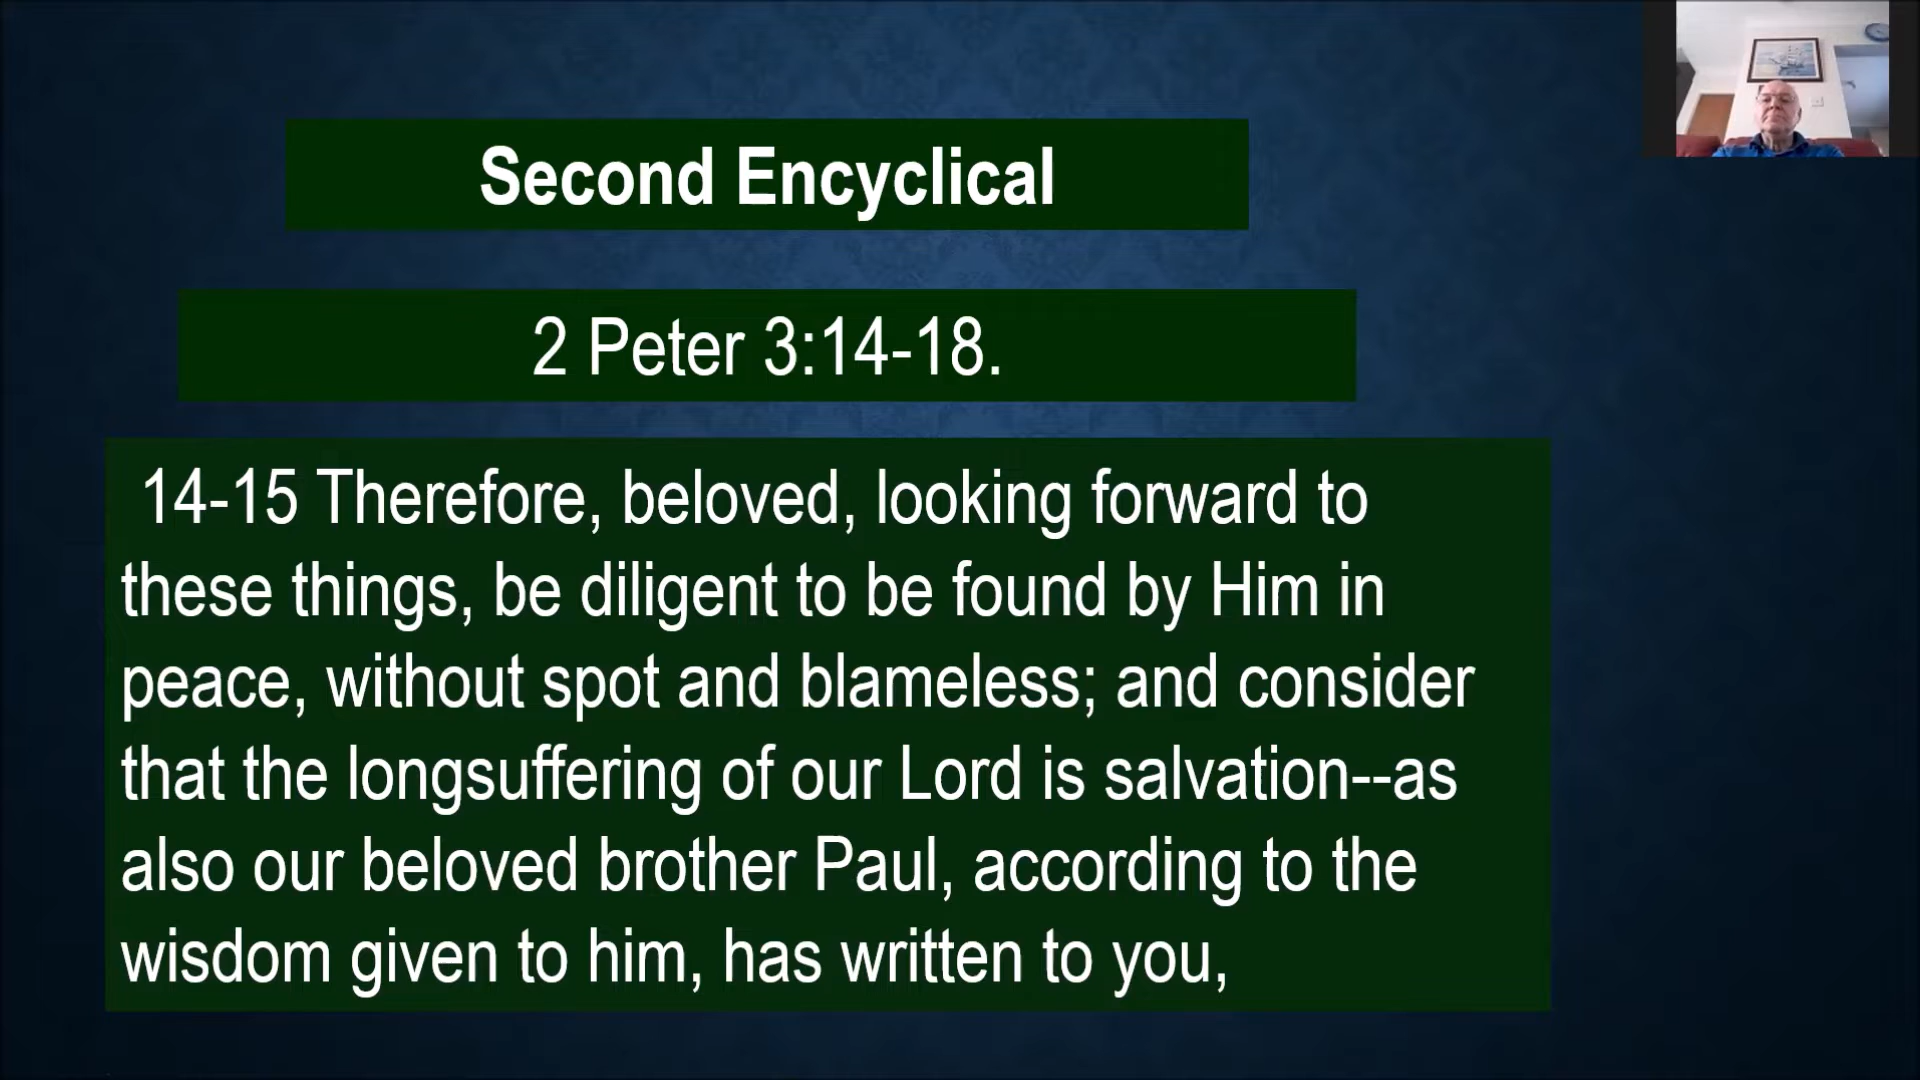 Second Encyclical
2 Peter 3:14-18.
14-15 Therefore, beloved, looking forward to
these things, be diligent to be found by Him in
peace, without spot and blameless; and consider
that the longsuffering of our Lord is salvation--as
also our beloved brother Paul, according to the
wisdom given to him, has written to you,